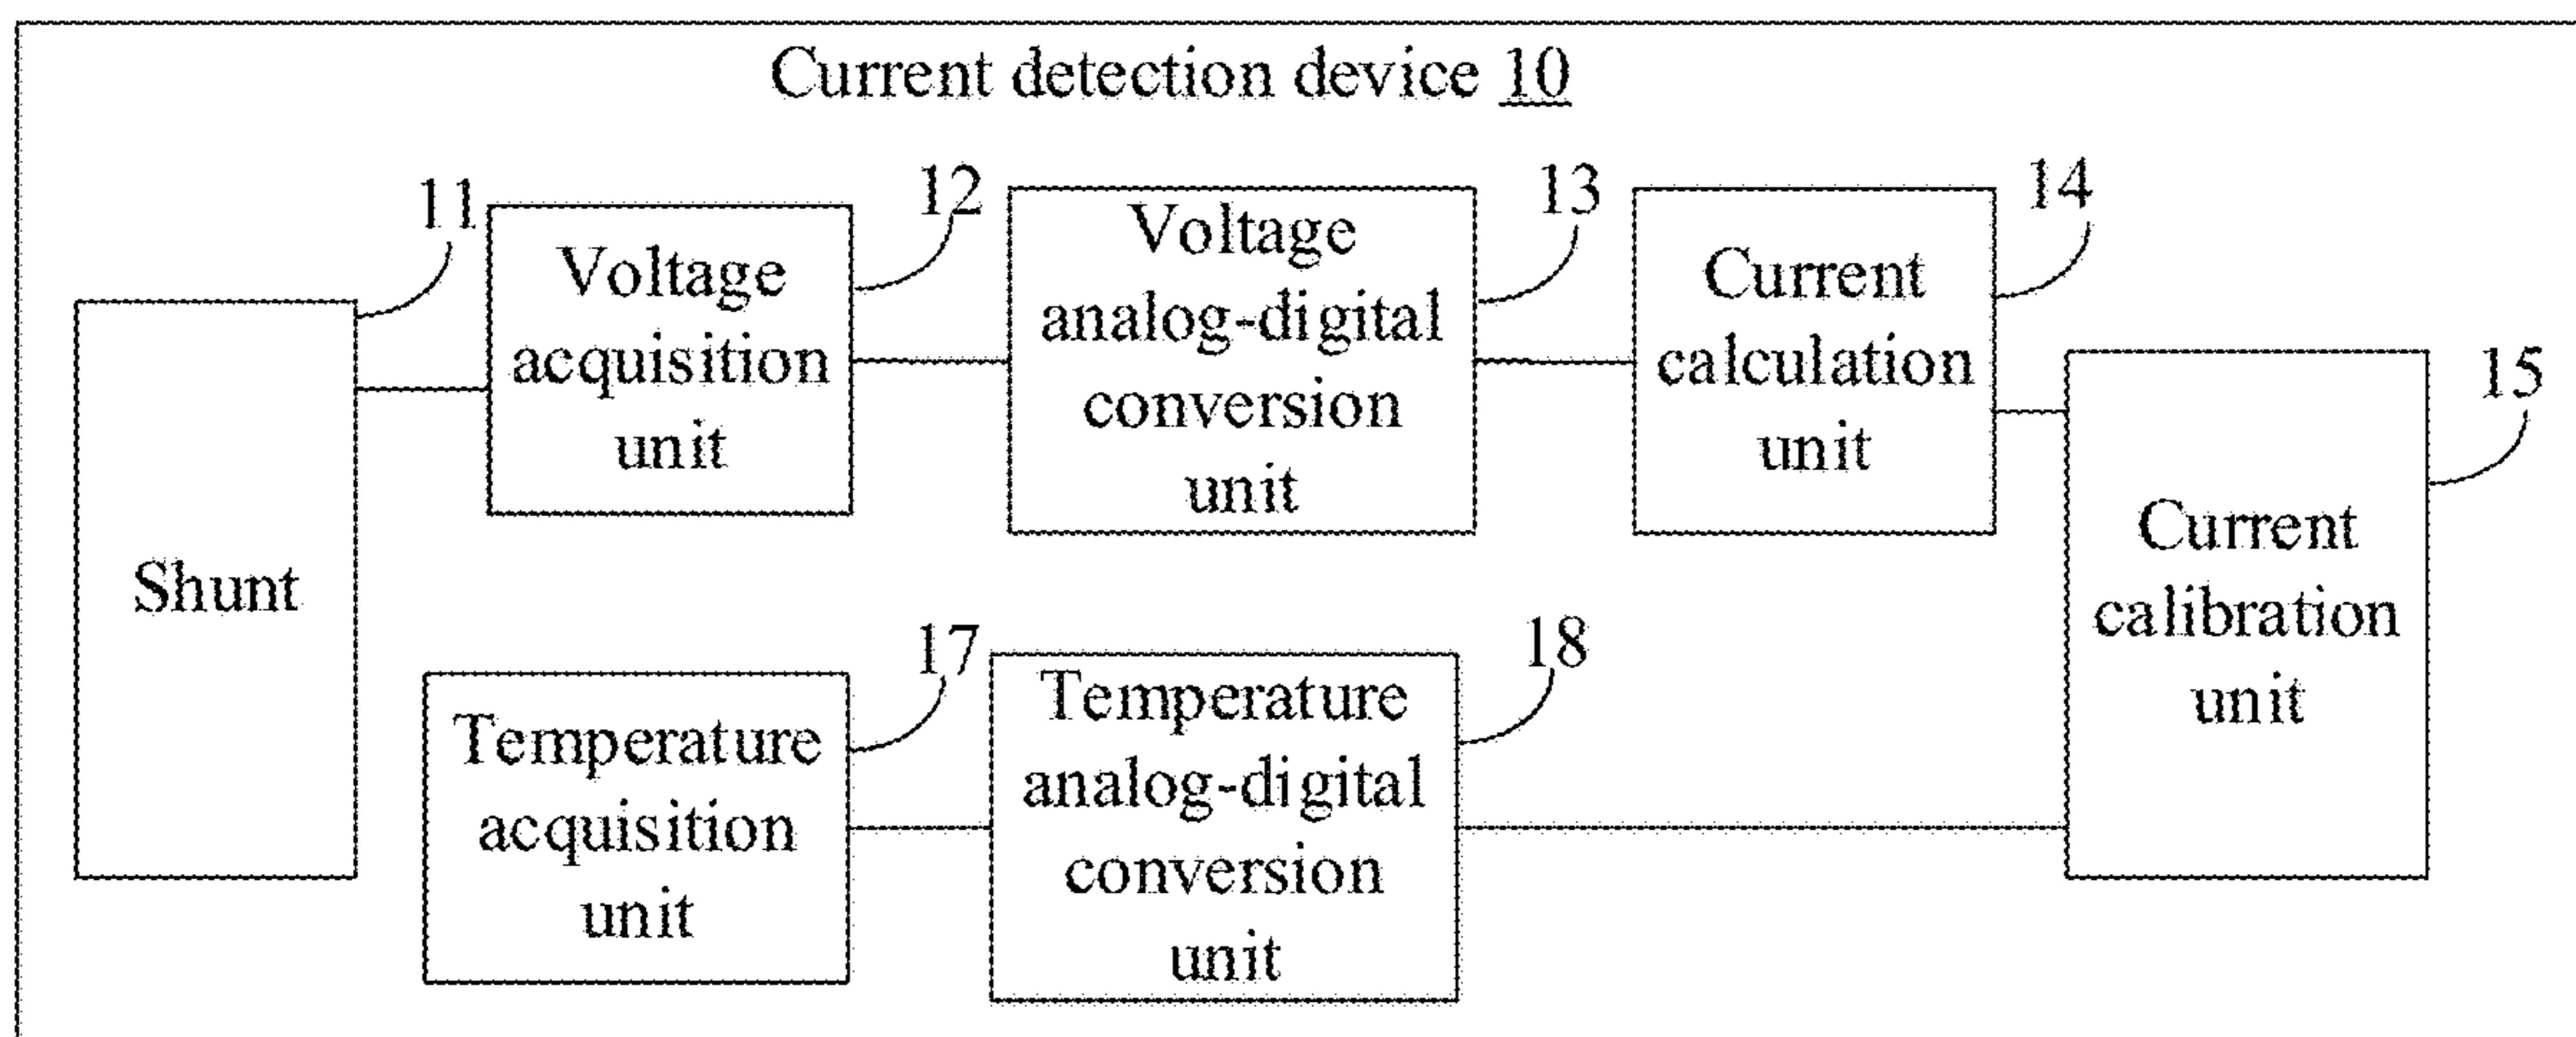 Current detection device 10
11
12
13
14
15
Shunt
Voltage
acquisition
unit
Voltage
analog-digital
conversion
unit
Current
calculation
unit
Current
calibration
unit
17
18
Temperature
acquisition
unit
Temperature
analog-digital
conversion
unit